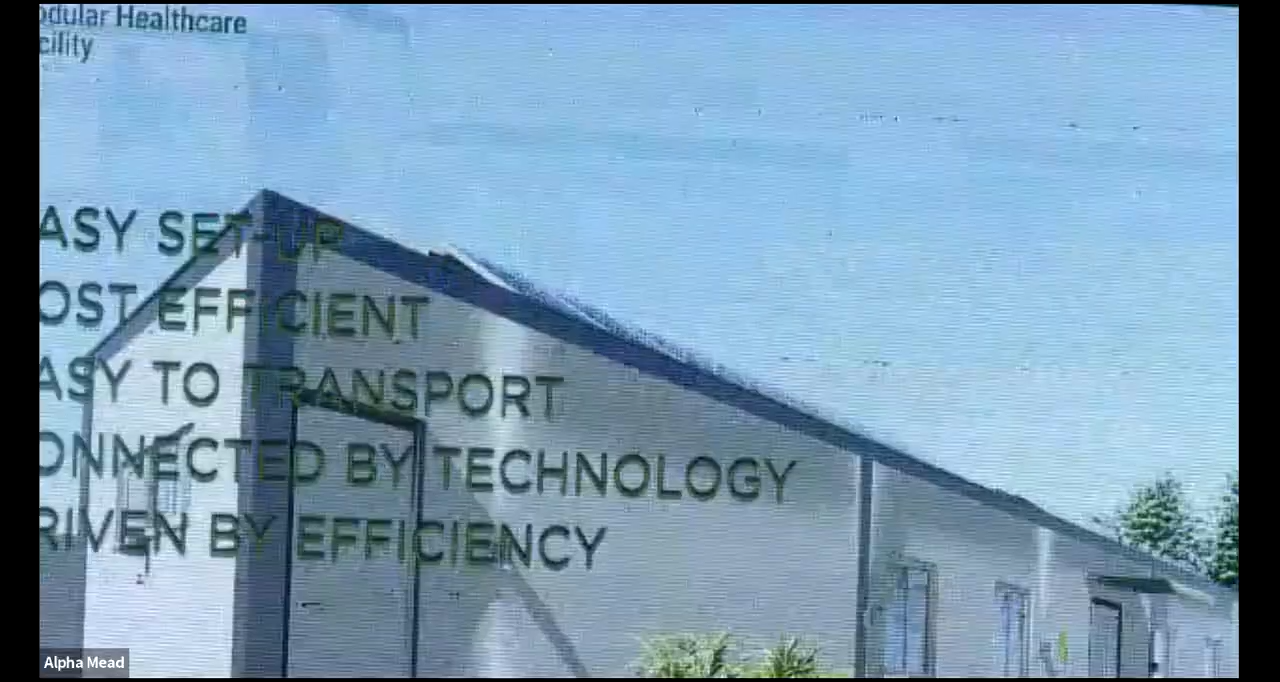 odular Healthcare
cility
ASY SET-UP
OST EFFICIENT
ASY TO TRANSPORT
ONNECTED BY TECHNOLOGY
RIVEN BY EFFICIENCY
Alpha Mead